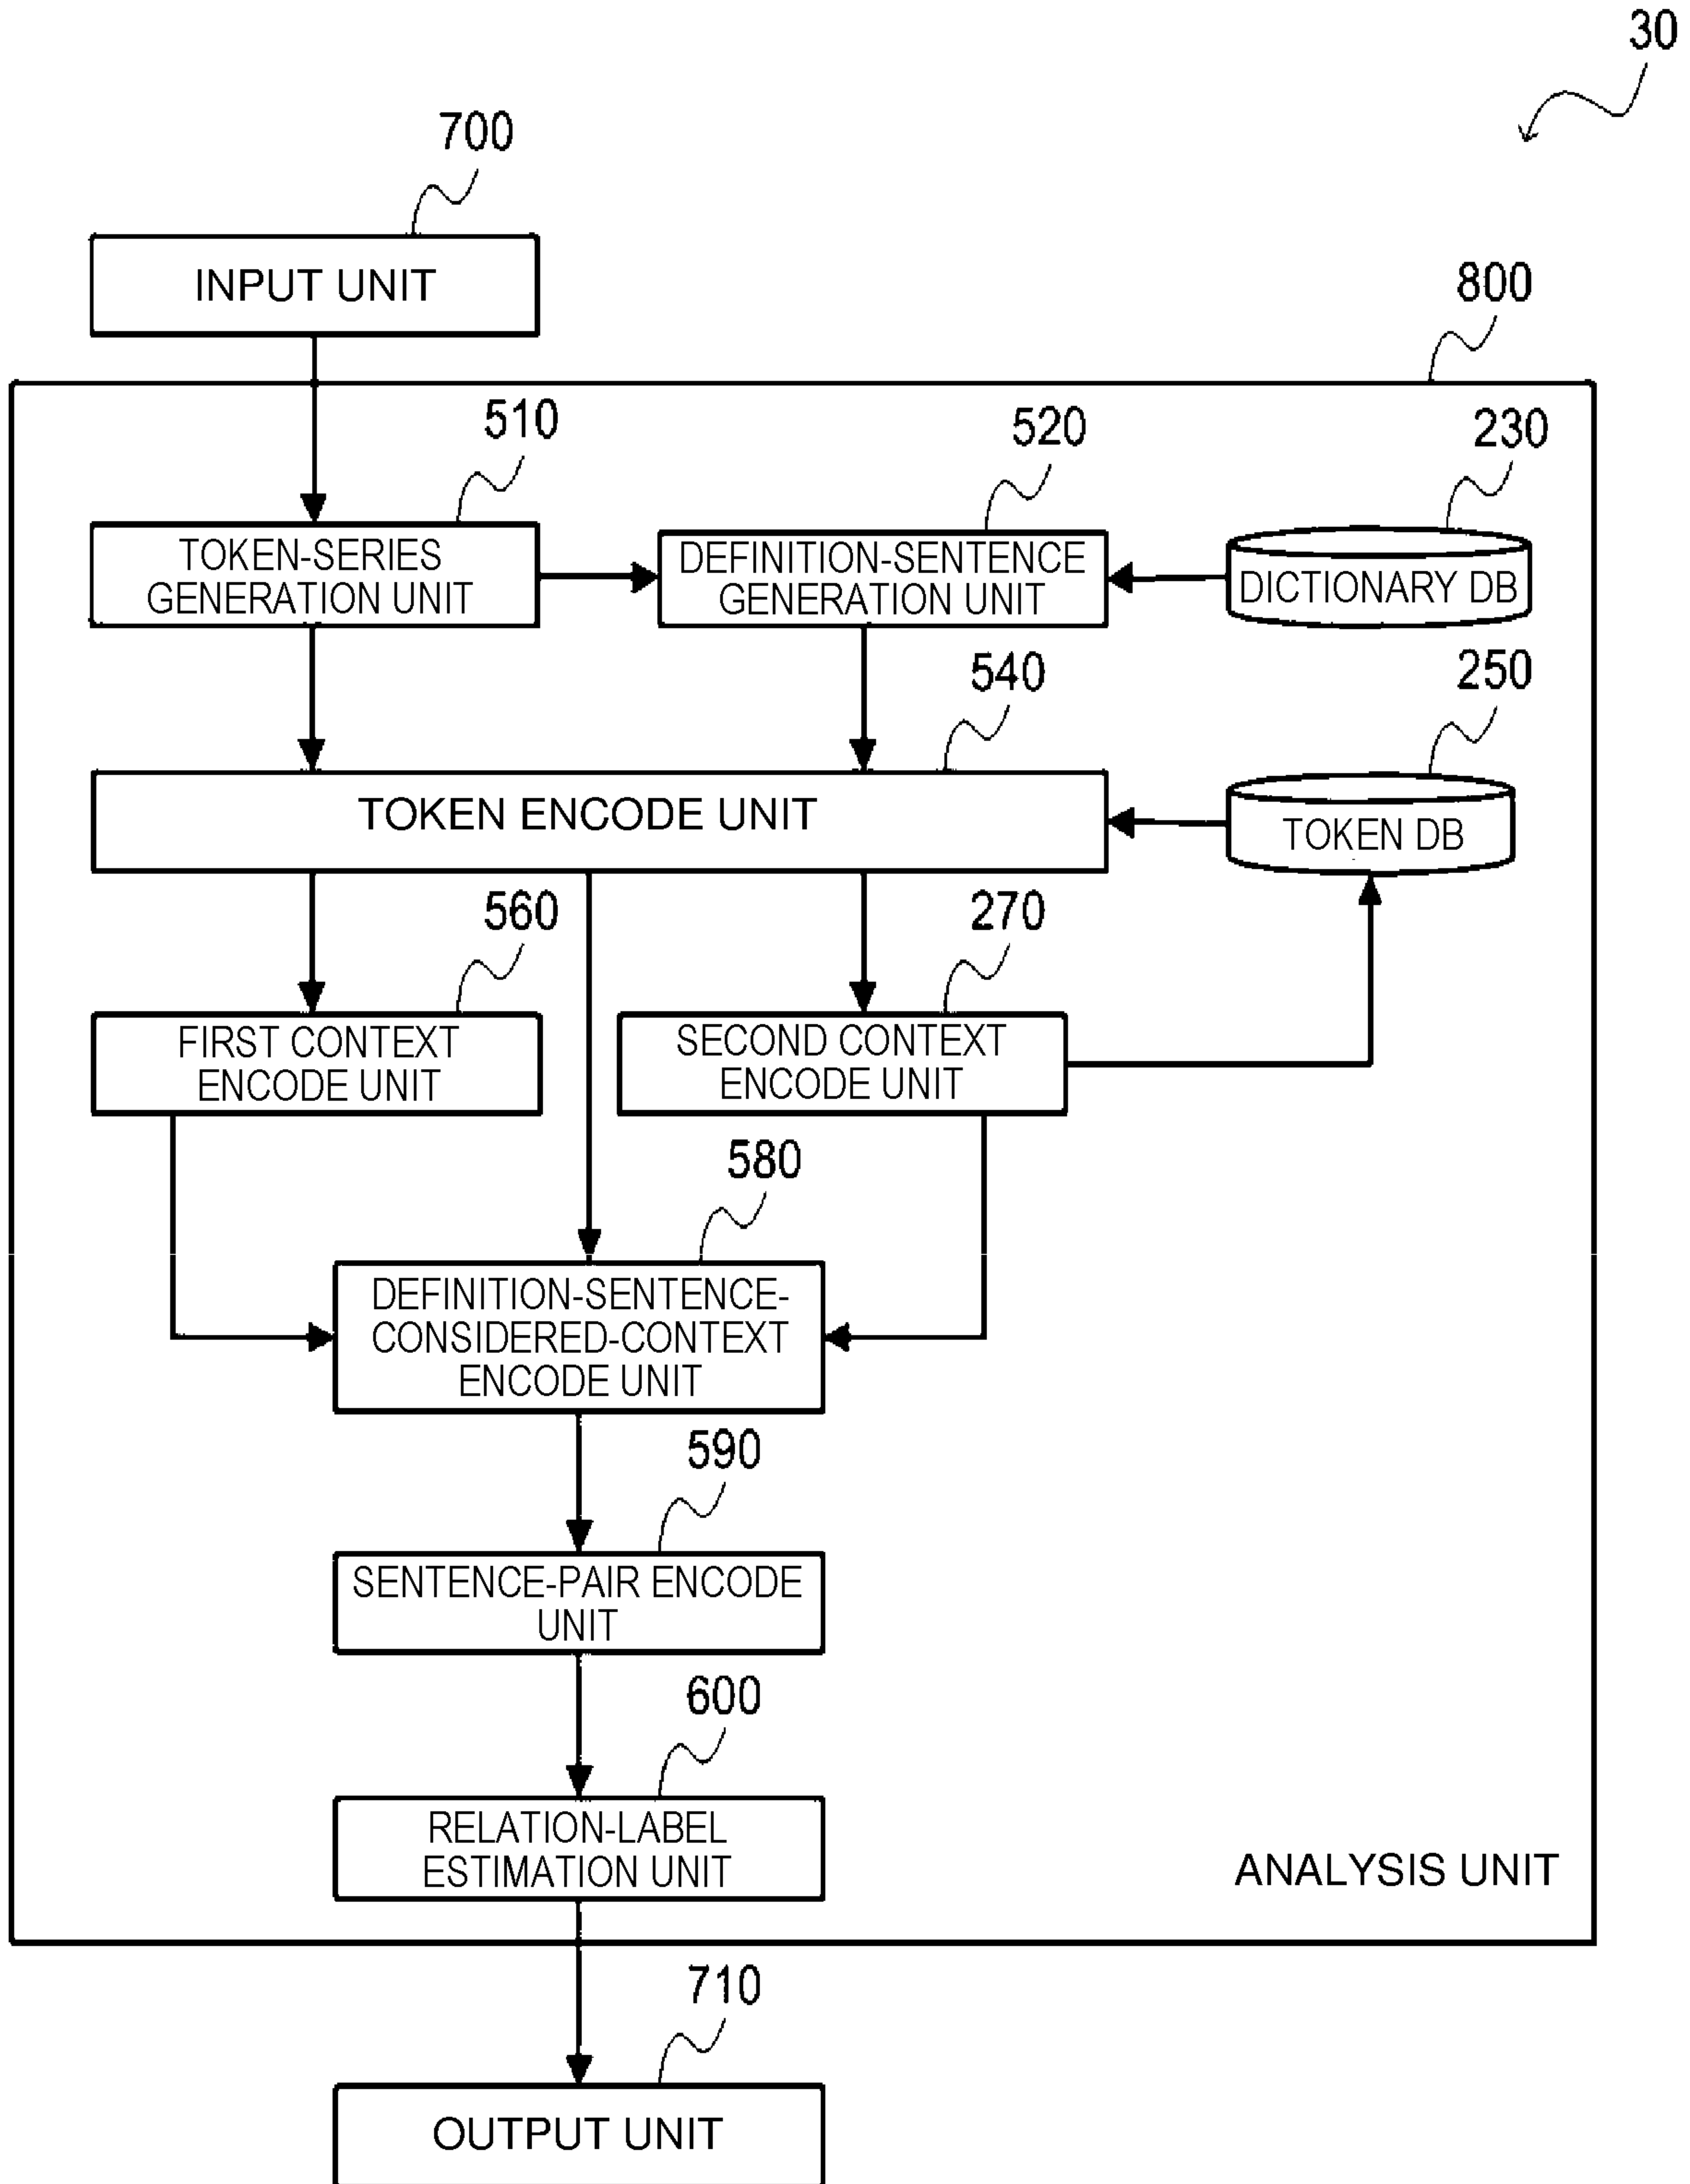 30
700
INPUT UNIT
800
510
520
230
TOKEN-SERIES
GENERATION UNIT
DEFINITION-SENTENCE
GENERATION UNIT
DICTIONARY DB
540
250
TOKEN ENCODE UNIT
TOKEN DB
560
270
FIRST CONTEXT
ENCODE UNIT
SECOND CONTEXT
ENCODE UNIT
580
DEFINITION-SENTENCE-
CONSIDERED-CONTEXT
ENCODE UNIT
590
SENTENCE-PAIR ENCODE
UNIT
600
RELATION-LABEL
ESTIMATION UNIT
ANALYSIS UNIT
710
OUTPUT UNIT